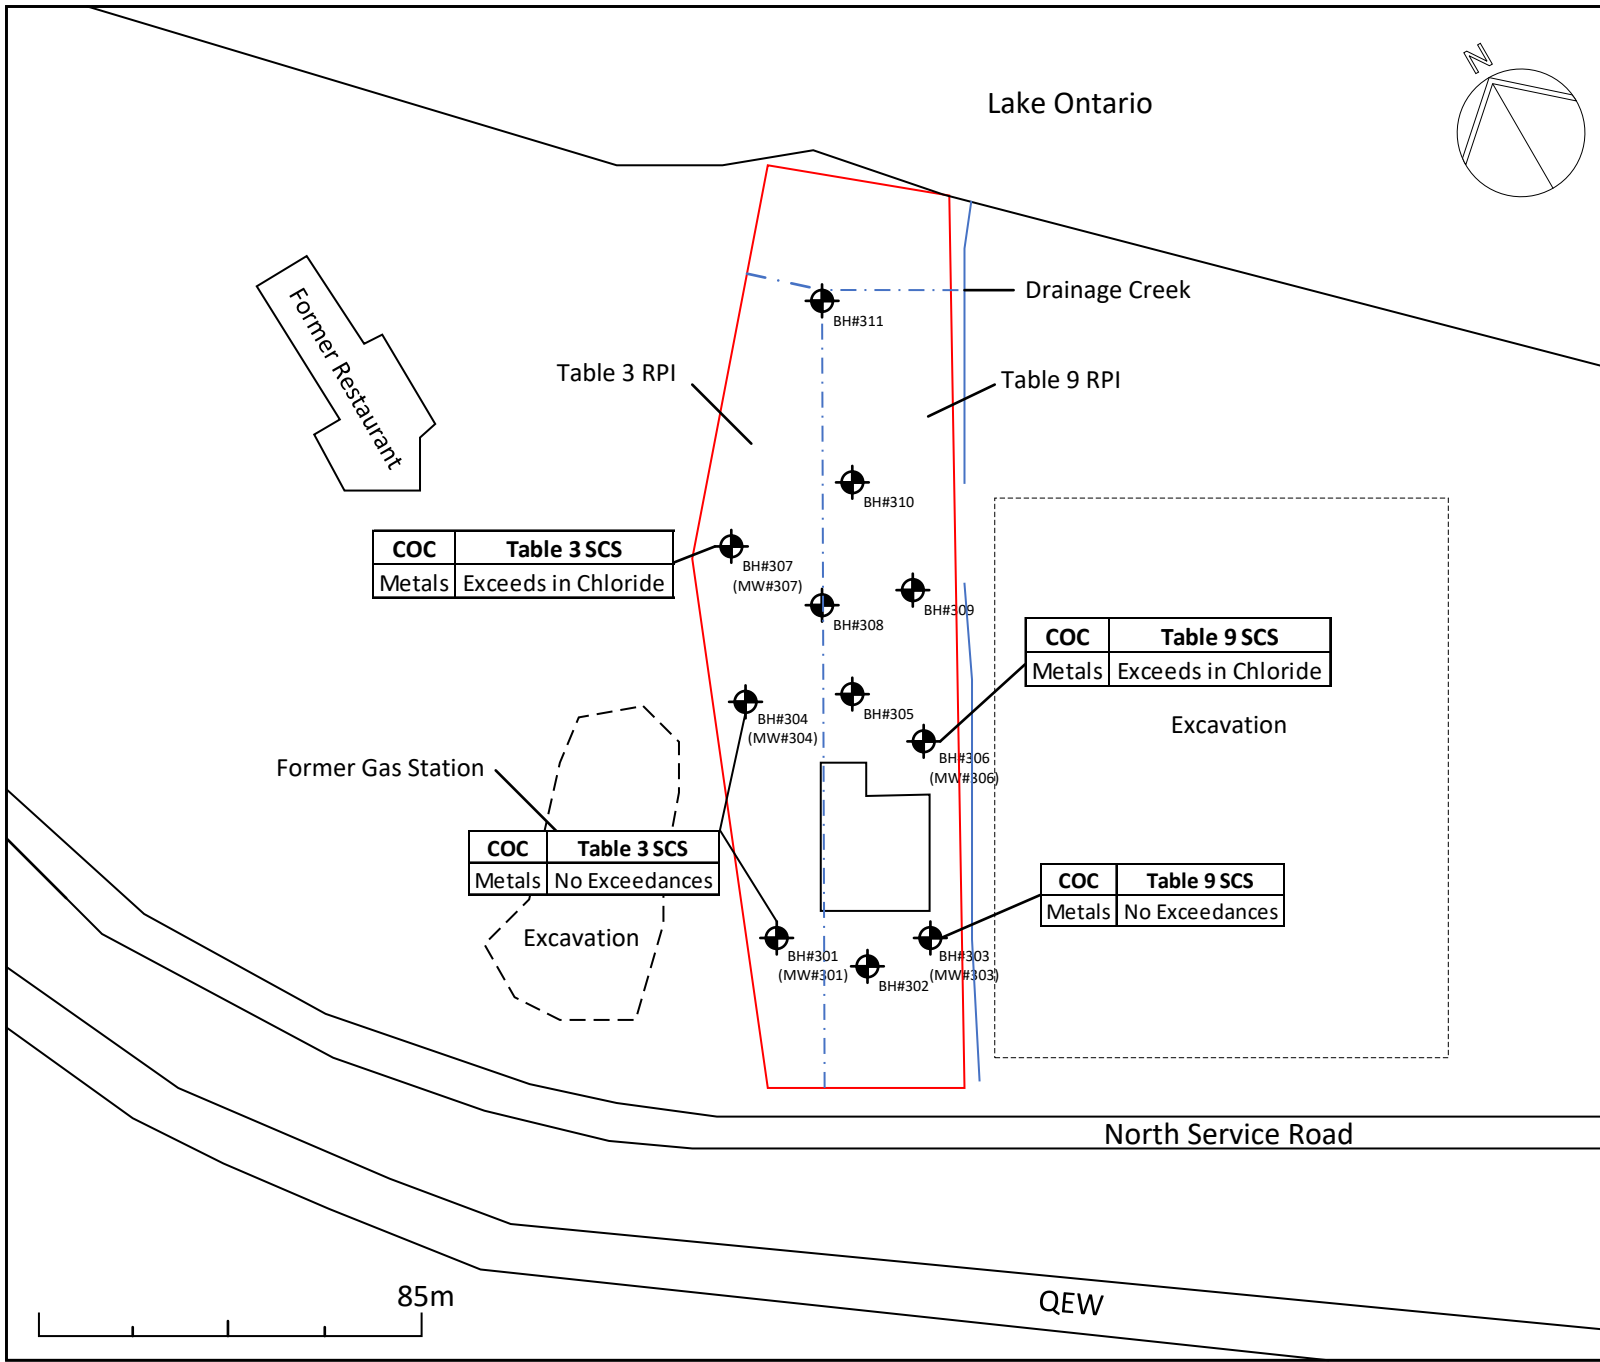 N
Lake Ontario
Drainage Creek
BH#311
Former Restaurant
Table 3 RPI
Table 9 RPI
BH#310
COC Table 3 SCS
Metals Exceeds in Chloride
BH#307
(MW#307)
BH#309
BH#308
COC Table 9 SCS
Metals Exceeds in Chloride
BH#304
(MW#304)
BH#305
Excavation
BH#306
(MW#306)
Former Gas Station
COC Table 3 SCS
Metals No Exceedances
COC Table 9 SCS
Metals No Exceedances
Excavation
BH#301
(MW#301)
BH#302
BH#303
(MW#303)
North Service Road
85m
QEW